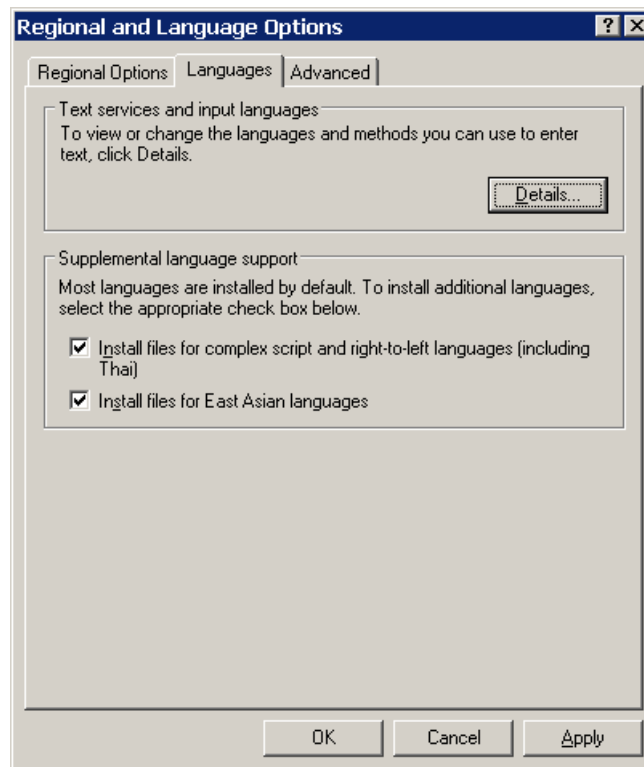 Regional and Language Options
Regional Options Languages Advanced
Text services and input languages
To view or change the languages and methods you can use to enter
text, click Details.
Details...
Supplemental language support
Most languages are installed by default. To install additional languages,
select the appropriate check box below.
Install files for complex script and right-to-left languages (including
Thai)
Install files for East Asian languages
OK Cancel Apply